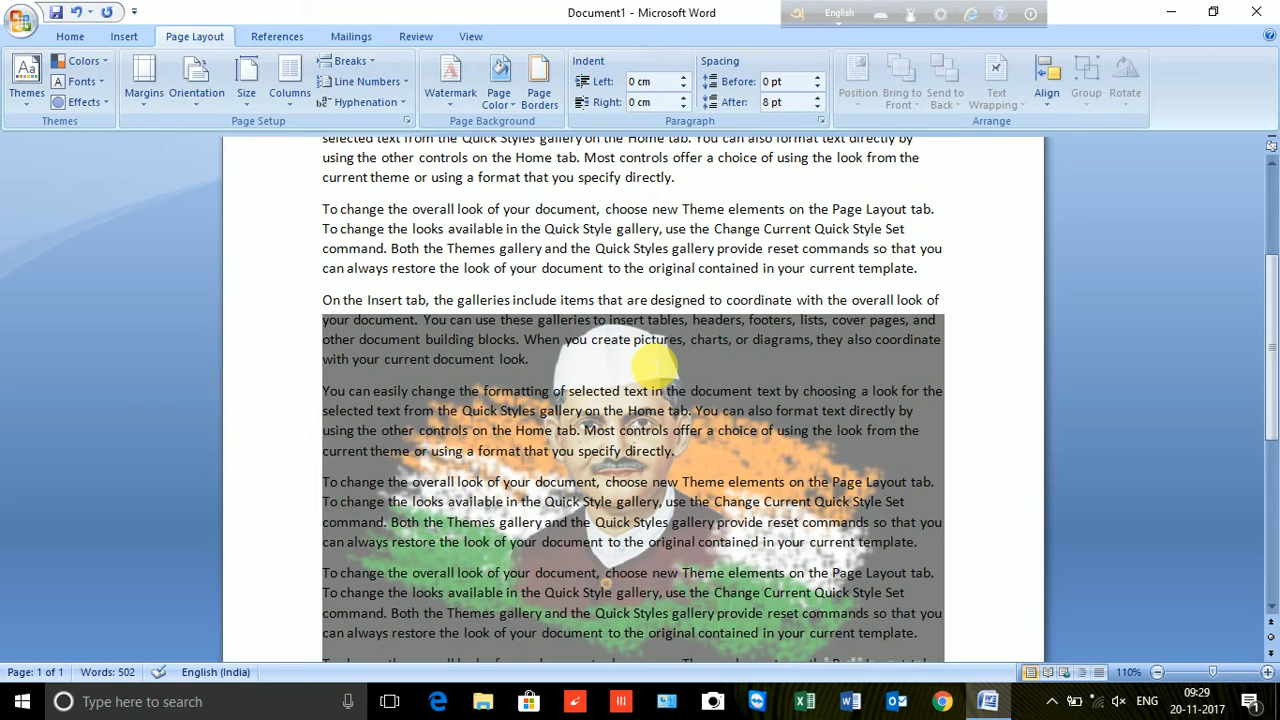 Document1 - Microsoft Word
English
Home Insert Page Layout References Mailings Review View
Themes
Colors
Fonts
Effects
Themes
Margins
Orientation
Size
Columns
Breaks
Line Numbers
Hyphenation
Page Setup
Watermark
Page Color
Page Borders
Page Background
Indent
Left: 0 cm
Right: 0 cm
Spacing
Before: 0 pt
After: 8 pt
Paragraph
Position
Bring to Front
Send to Back
Text Wrapping
Align
Group
Rotate
Arrange
selected text from the Quick Styles gallery on the Home tab. You can also format text directly by
using the other controls on the Home tab. Most controls offer a choice of using the look from the
current theme or using a format that you specify directly.
To change the overall look of your document, choose new Theme elements on the Page Layout tab.
To change the looks available in the Quick Style gallery, use the Change Current Quick Style Set
command. Both the Themes gallery and the Quick Styles gallery provide reset commands so that you
can always restore the look of your document to the original contained in your current template.
On the Insert tab, the galleries include items that are designed to coordinate with the overall look of
your document. You can use these galleries to insert tables, headers, footers, lists, cover pages, and
other document building blocks. When you create pictures, charts, or diagrams, they also coordinate
with your current document look.
You can easily change the formatting of selected text in the document text by choosing a look for the
selected text from the Quick Styles gallery on the Home tab. You can also format text directly by
using the other controls on the Home tab. Most controls offer a choice of using the look from the
current theme or using a format that you specify directly.
To change the overall look of your document, choose new Theme elements on the Page Layout tab.
To change the looks available in the Quick Style gallery, use the Change Current Quick Style Set
command. Both the Themes gallery and the Quick Styles gallery provide reset commands so that you
can always restore the look of your document to the original contained in your current template.
To change the overall look of your document, choose new Theme elements on the Page Layout tab.
To change the looks available in the Quick Style gallery, use the Change Current Quick Style Set
command. Both the Themes gallery and the Quick Styles gallery provide reset commands so that you
can always restore the look of your document to the original contained in your current template.
Page: 1 of 1 Words: 502 English (India) 110%
Type here to search
ENG
09:29
20-11-2017